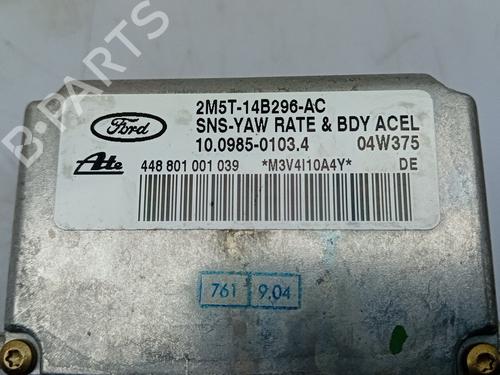 B-PARTS
Ford
2M5T-14B296-AC
SNS-YAW RATE & BDY ACEL
10.0985-0103.4 04W375
Ate
448 801 001 039 *M3V4I10A4Y* DE
761 9.04